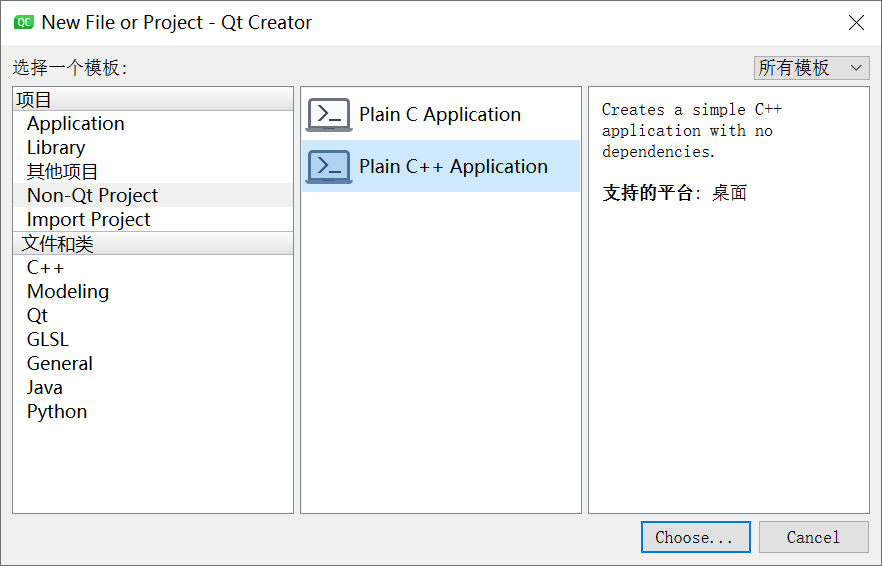 QC New File or Project - Qt Creator
选择一个模板:
所有模板
项目
Application
Library
其他项目
Non-Qt Project
Import Project
文件和类
C++
Modeling
Qt
GLSL
General
Java
Python
Plain C Application
Plain C++ Application
Creates a simple C++
application with no
dependencies.
支持的平台: 桌面
Choose...
Cancel